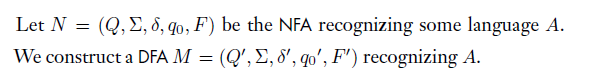 Let N = (Q, Σ, δ, q₀, F) be the NFA recognizing some language A.
We construct a DFA M = (Q′, Σ, δ′, q₀′, F′) recognizing A.